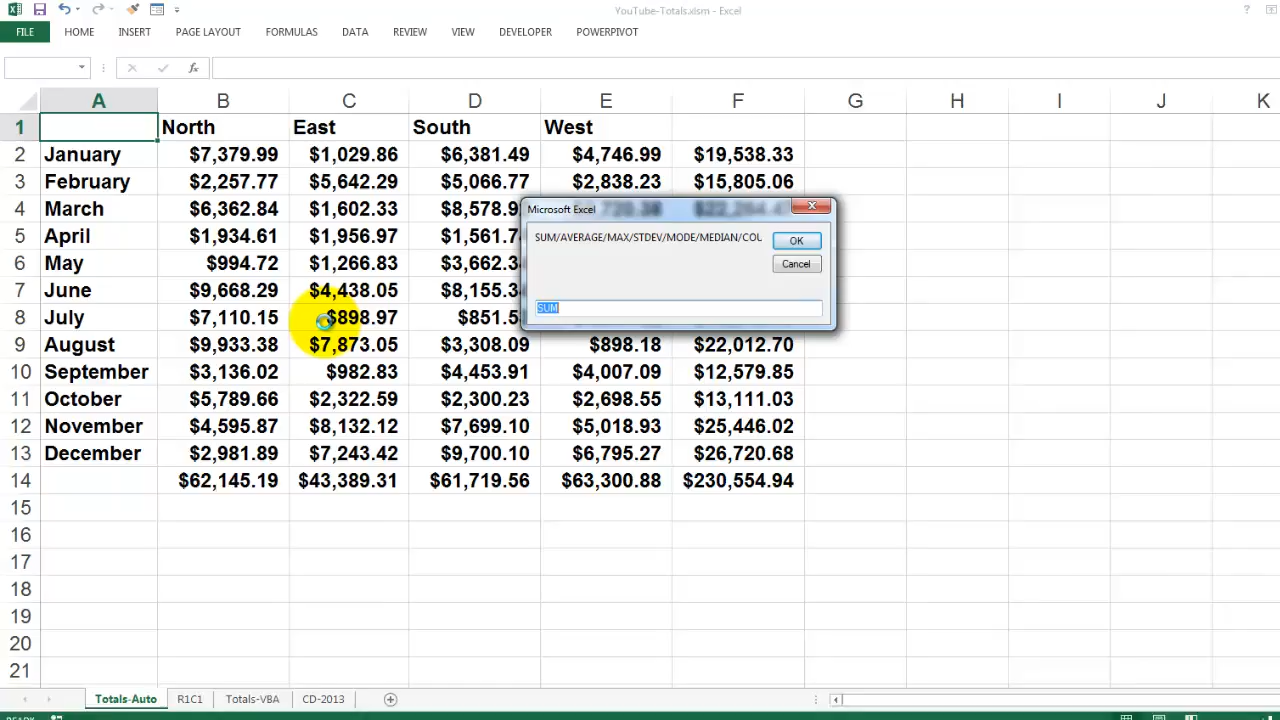 YouTube-Totals.xlsm - Excel
?
FILE HOME INSERT PAGE LAYOUT FORMULAS DATA REVIEW VIEW DEVELOPER POWERPIVOT
fx
A B C D E F G H I J K
1 North East South West
2 January $7,379.99 $1,029.86 $6,381.49 $4,746.99 $19,538.33
3 February $2,257.77 $5,642.29 $5,066.77 $2,838.23 $15,805.06
4 March $6,362.84 $1,602.33 $8,578.9
5 April $1,934.61 $1,956.97 $1,561.7
6 May $994.72 $1,266.83 $3,662.3
7 June $9,668.29 $4,438.05 $8,155.3
8 July $7,110.15 $898.97 $851.5
9 August $9,933.38 $7,873.05 $3,308.09 $898.18 $22,012.70
10 September $3,136.02 $982.83 $4,453.91 $4,007.09 $12,579.85
11 October $5,789.66 $2,322.59 $2,300.23 $2,698.55 $13,111.03
12 November $4,595.87 $8,132.12 $7,699.10 $5,018.93 $25,446.02
13 December $2,981.89 $7,243.42 $9,700.10 $6,795.27 $26,720.68
14 $62,145.19 $43,389.31 $61,719.56 $63,300.88 $230,554.94
15
16
17
18
19
20
21
Microsoft Excel
SUM/AVERAGE/MAX/STDEV/MODE/MEDIAN/COU
OK
Cancel
SUM
Totals-Auto R1C1 Totals-VBA CD-2013